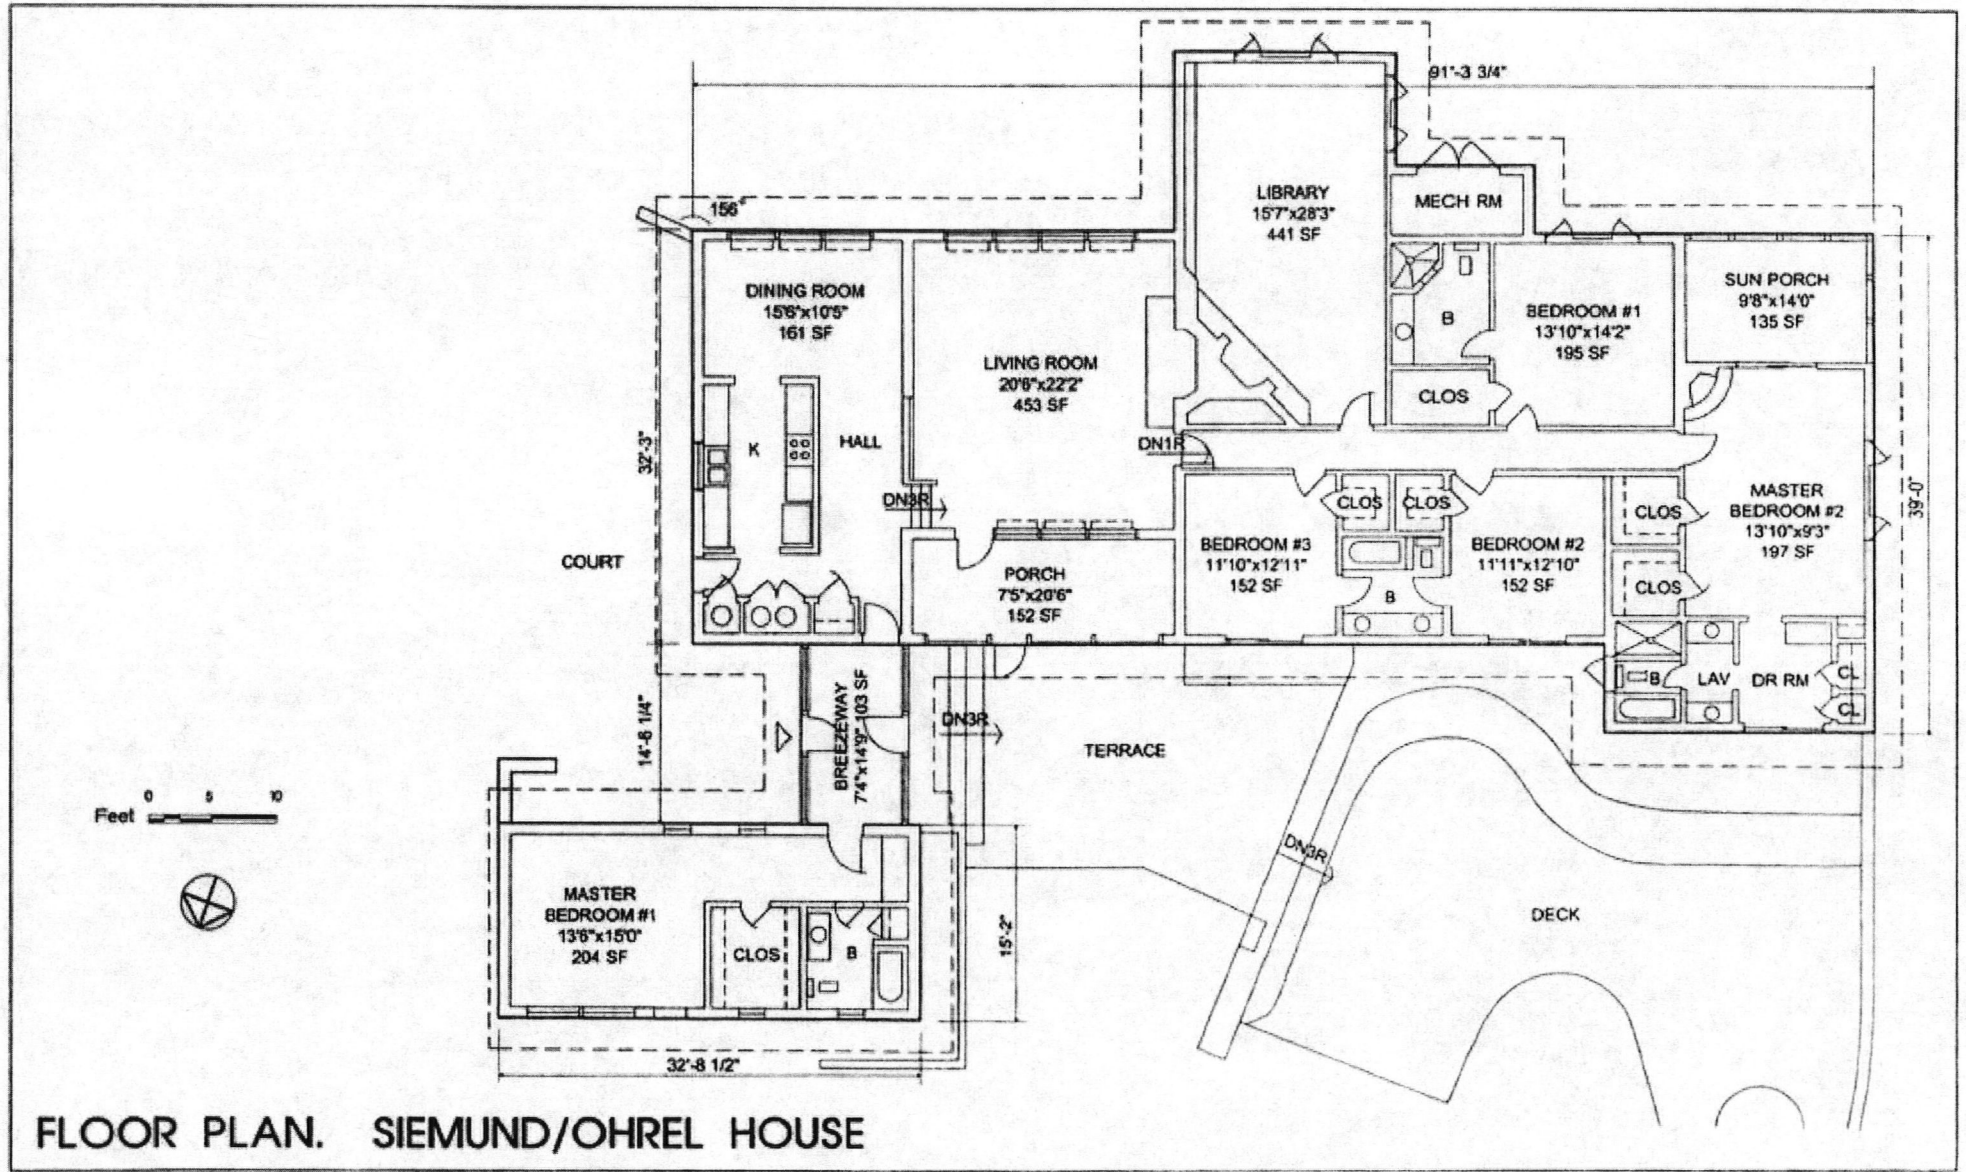 91'-3 3/4"
156°
LIBRARY
15'7"x28'3"
441 SF
MECH RM
DINING ROOM
15'6"x10'5"
161 SF
LIVING ROOM
20'6"x22'2"
453 SF
B
BEDROOM #1
13'10"x14'2"
195 SF
SUN PORCH
9'8"x14'0"
135 SF
CLOS
K
HALL
32'-3"
DN1R
DN3R
CLOS
CLOS
CLOS
MASTER
BEDROOM #2
13'10"x9'3"
197 SF
39'-0"
COURT
PORCH
7'5"x20'6"
152 SF
BEDROOM #3
11'10"x12'11"
152 SF
B
BEDROOM #2
11'11"x12'10"
152 SF
CLOS
B
LAV
DR RM
CL
CL
14'-8 1/4"
BREEZEWAY
7'4"x14'9" 103 SF
DN3R
TERRACE
0 5 10
Feet
DN3R
DECK
MASTER
BEDROOM #1
13'6"x15'0"
204 SF
CLOS
B
15'-2"
32'-8 1/2"
FLOOR PLAN. SIEMUND/OHREL HOUSE